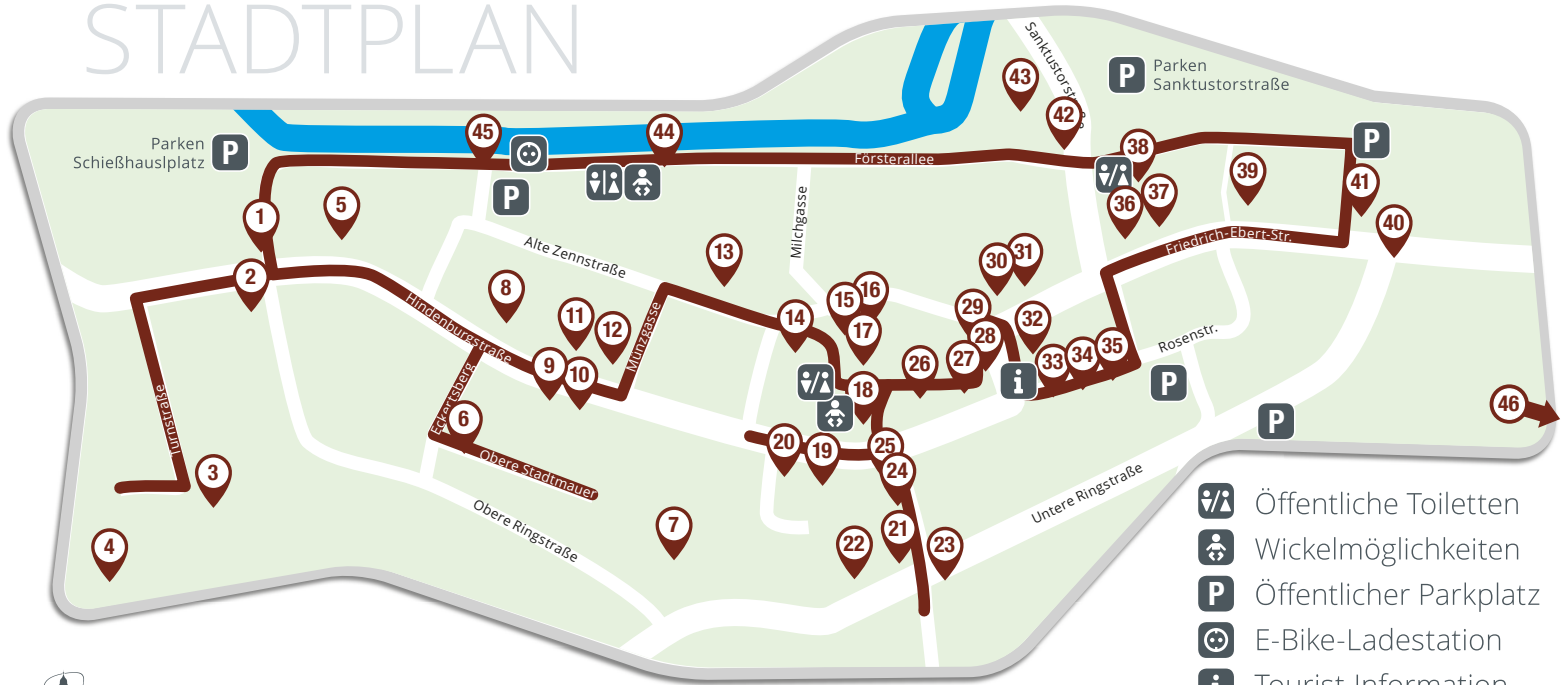 STADTPLAN
Parken
Schießhauslplatz
P
45
44
43
42
Sanktustorstraße
P
Parken
Sanktustorstraße
Försterallee
P
38
39
P
41
40
36
37
1
5
2
Alte Zennstraße
Milchgasse
13
Friedrich-Ebert-Str.
30
31
8
Hindenburgstraße
11
12
Münzgasse
14
15
16
17
29
28
32
9
10
26
27
i
33
34
35
Rosenstr.
P
P
46
Turnstraße
Eckertsberg
6
Obere Stadtmauer
18
20
19
25
24
3
4
Obere Ringstraße
7
22
21
23
Untere Ringstraße
Öffentliche Toiletten
Wickelmöglichkeiten
P Öffentlicher Parkplatz
E-Bike-Ladestation
i Tourist-Information